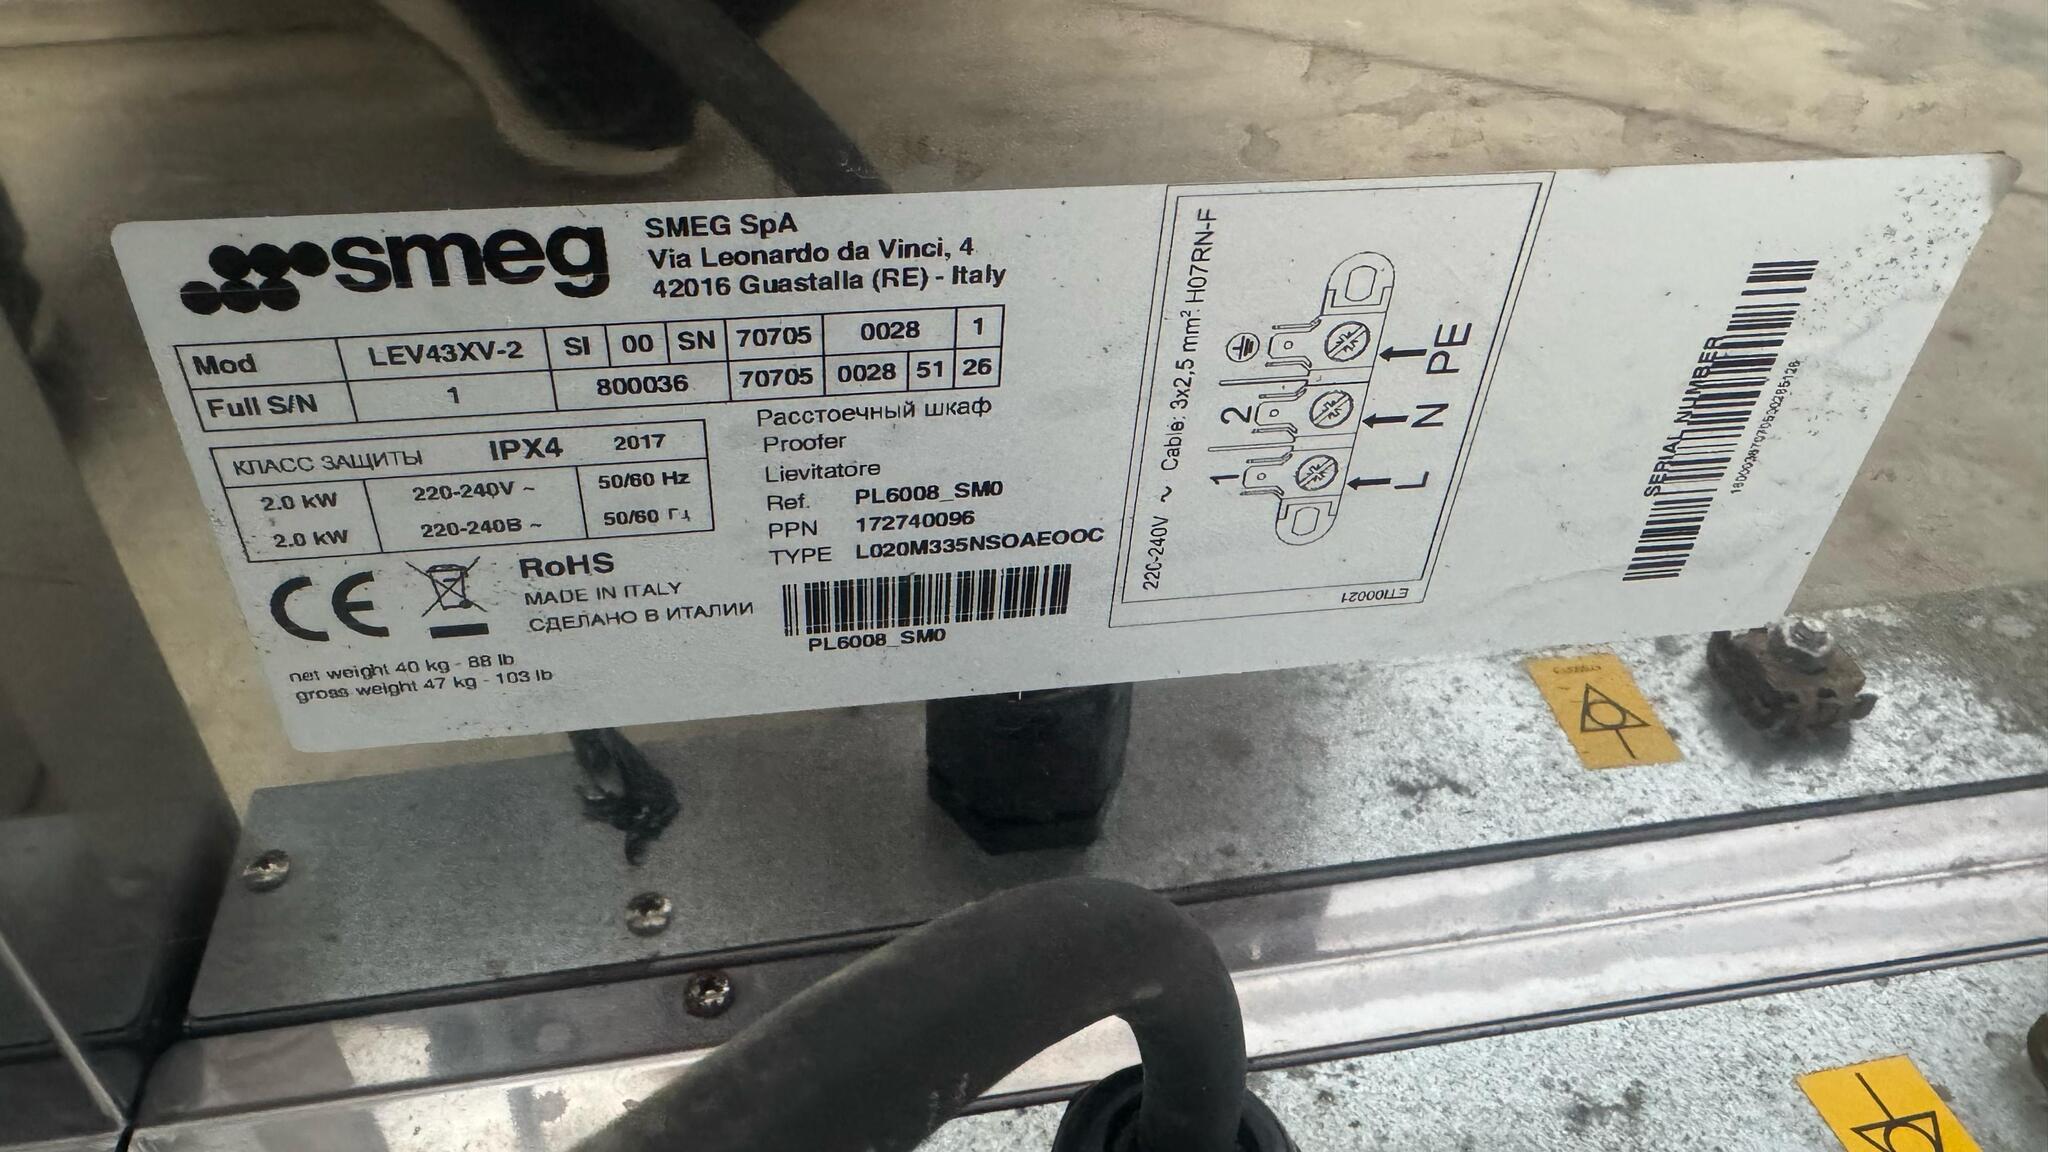 smeg
SMEG SpA
Via Leonardo da Vinci, 4
42016 Guastalla (RE) - Italy
Mod LEV43XV-2 SI 00 SN 70705 0028 1
Full S/N 1 800036 70705 0028 51 26
КЛАСС ЗАЩИТЫ IPX4 2017
2.0 kW 220-240V ~ 50/60 Hz
2.0 kW 220-240В ~ 50/60 Гц
CE
RoHS
MADE IN ITALY
СДЕЛАНО В ИТАЛИИ
net weight 40 kg - 88 lb
gross weight 47 kg - 103 lb
Расстоечный шкаф
Proofer
Lievitatore
Ref. PL6008_SM0
PPN 172740096
TYPE L020M335NSOAEOOC
PL6008_SM0
220-240V ~ Cable: 3x2,5 mm² H07RN-F
1 2
L N PE
ETI00021
SERIAL NUMBER